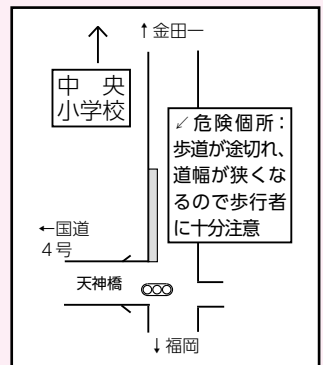 ↑金田一
中　央
小学校
↙危険個所：
歩道が途切れ、
道幅が狭くな
るので歩行者
に十分注意
←国道
４号
天神橋
↓福岡